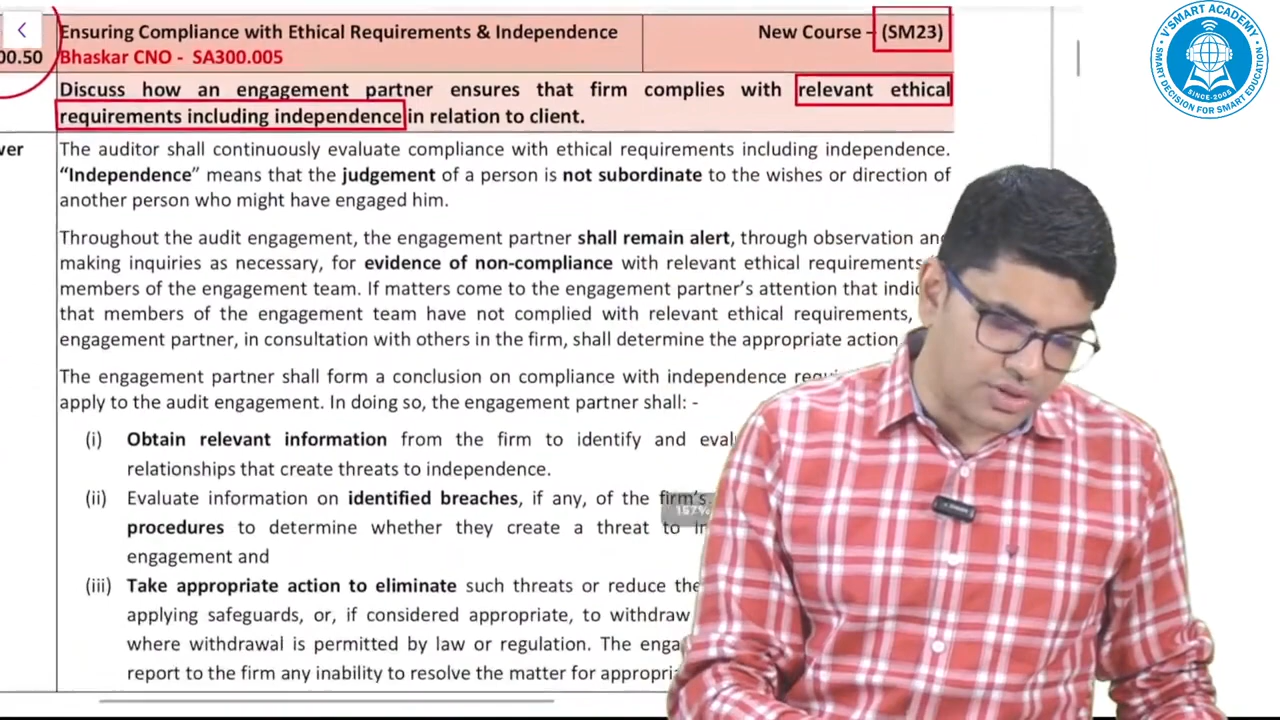 Ensuring Compliance with Ethical Requirements & Independence New Course – (SM23)
00.50 Bhaskar CNO - SA300.005
Discuss how an engagement partner ensures that firm complies with relevant ethical
requirements including independence in relation to client.
ver The auditor shall continuously evaluate compliance with ethical requirements including independence.
“Independence” means that the judgement of a person is not subordinate to the wishes or direction of
another person who might have engaged him.
Throughout the audit engagement, the engagement partner shall remain alert, through observation and
making inquiries as necessary, for evidence of non-compliance with relevant ethical requirements
members of the engagement team. If matters come to the engagement partner’s attention that indi
that members of the engagement team have not complied with relevant ethical requirements,
engagement partner, in consultation with others in the firm, shall determine the appropriate action
The engagement partner shall form a conclusion on compliance with independence
apply to the audit engagement. In doing so, the engagement partner shall: -
(i) Obtain relevant information from the firm to identify and eval
relationships that create threats to independence.
(ii) Evaluate information on identified breaches, if any, of the firm’s
procedures to determine whether they create a threat to
engagement and
(iii) Take appropriate action to eliminate such threats or reduce the
applying safeguards, or, if considered appropriate, to withdraw
where withdrawal is permitted by law or regulation. The enga
report to the firm any inability to resolve the matter for appropri
157%
V'SMART ACADEMY
SINCE-2005
SMART DECISION FOR SMART EDUCATION